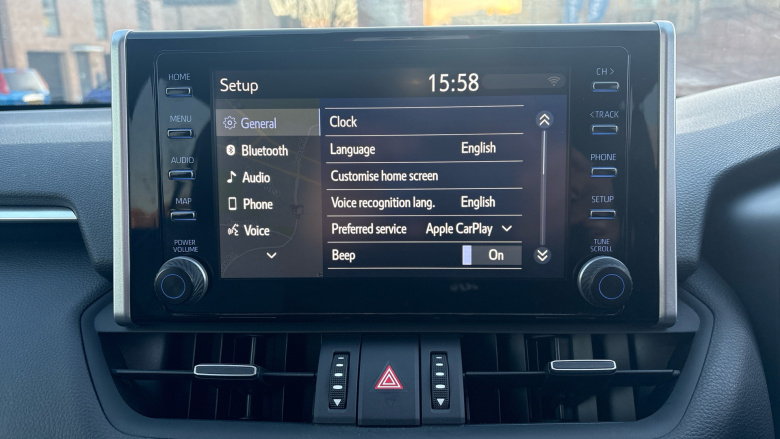 HOME
MENU
AUDIO
MAP
POWER
VOLUME
Setup 15:58
General
Bluetooth
Audio
Phone
Voice
Clock
Language English
Customise home screen
Voice recognition lang. English
Preferred service Apple CarPlay
Beep On
CH >
< TRACK
PHONE
SETUP
TUNE
SCROLL